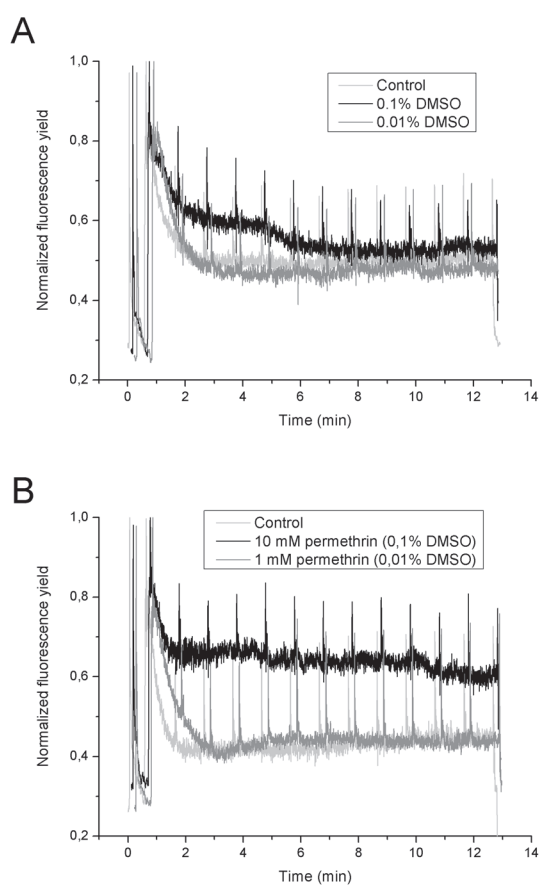 A
Normalized fluorescence yield
1,0
0,8
0,6
0,4
0,2
Control
0.1% DMSO
0.01% DMSO
0 2 4 6 8 10 12 14
Time (min)
B
Normalized fluorescence yield
1,0
0,8
0,6
0,4
0,2
Control
10 mM permethrin (0,1% DMSO)
1 mM permethrin (0,01% DMSO)
0 2 4 6 8 10 12 14
Time (min)